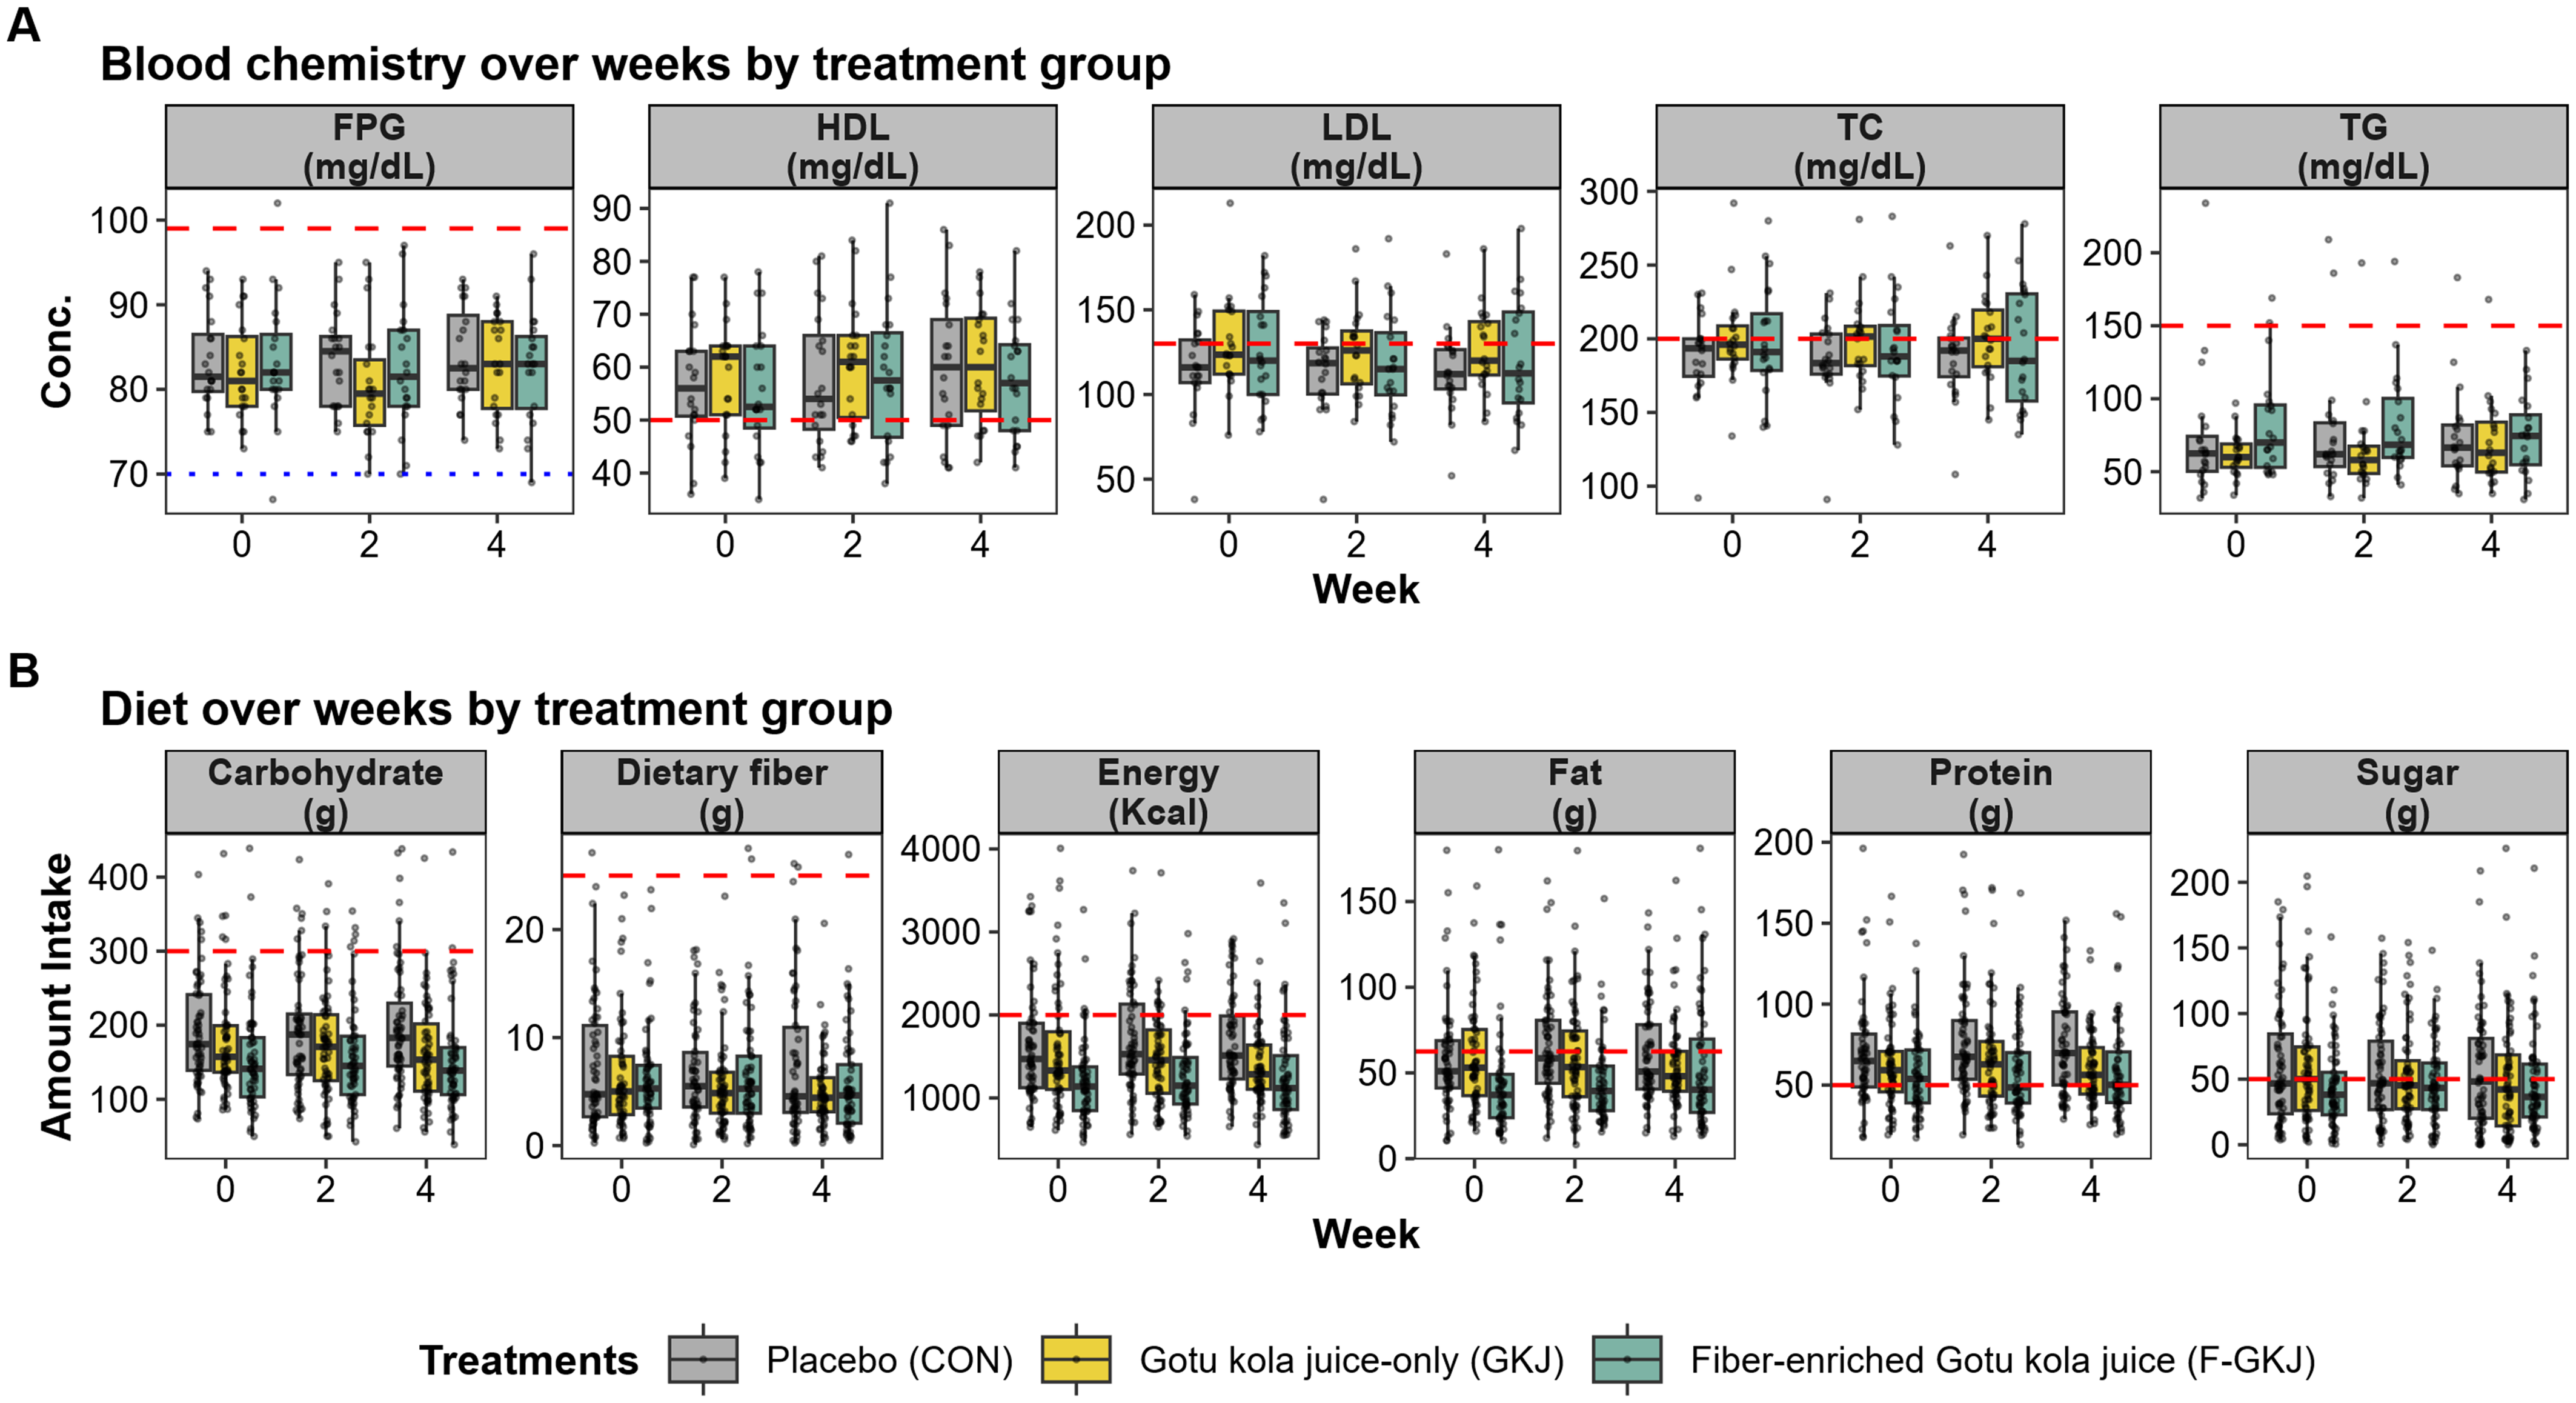 A
Blood chemistry over weeks by treatment group
FPG
(mg/dL)
HDL
(mg/dL)
LDL
(mg/dL)
TC
(mg/dL)
TG
(mg/dL)
Conc.
100
90
80
70
90
80
70
60
50
40
200
150
100
50
300
250
200
150
100
200
150
100
50
0 2 4
0 2 4
0 2 4
0 2 4
0 2 4
Week
B
Diet over weeks by treatment group
Carbohydrate
(g)
Dietary fiber
(g)
Energy
(Kcal)
Fat
(g)
Protein
(g)
Sugar
(g)
Amount Intake
400
300
200
100
20
10
0
4000
3000
2000
1000
150
100
50
0
200
150
100
50
200
150
100
50
0
0 2 4
0 2 4
0 2 4
0 2 4
0 2 4
0 2 4
Week
Treatments
Placebo (CON)
Gotu kola juice-only (GKJ)
Fiber-enriched Gotu kola juice (F-GKJ)